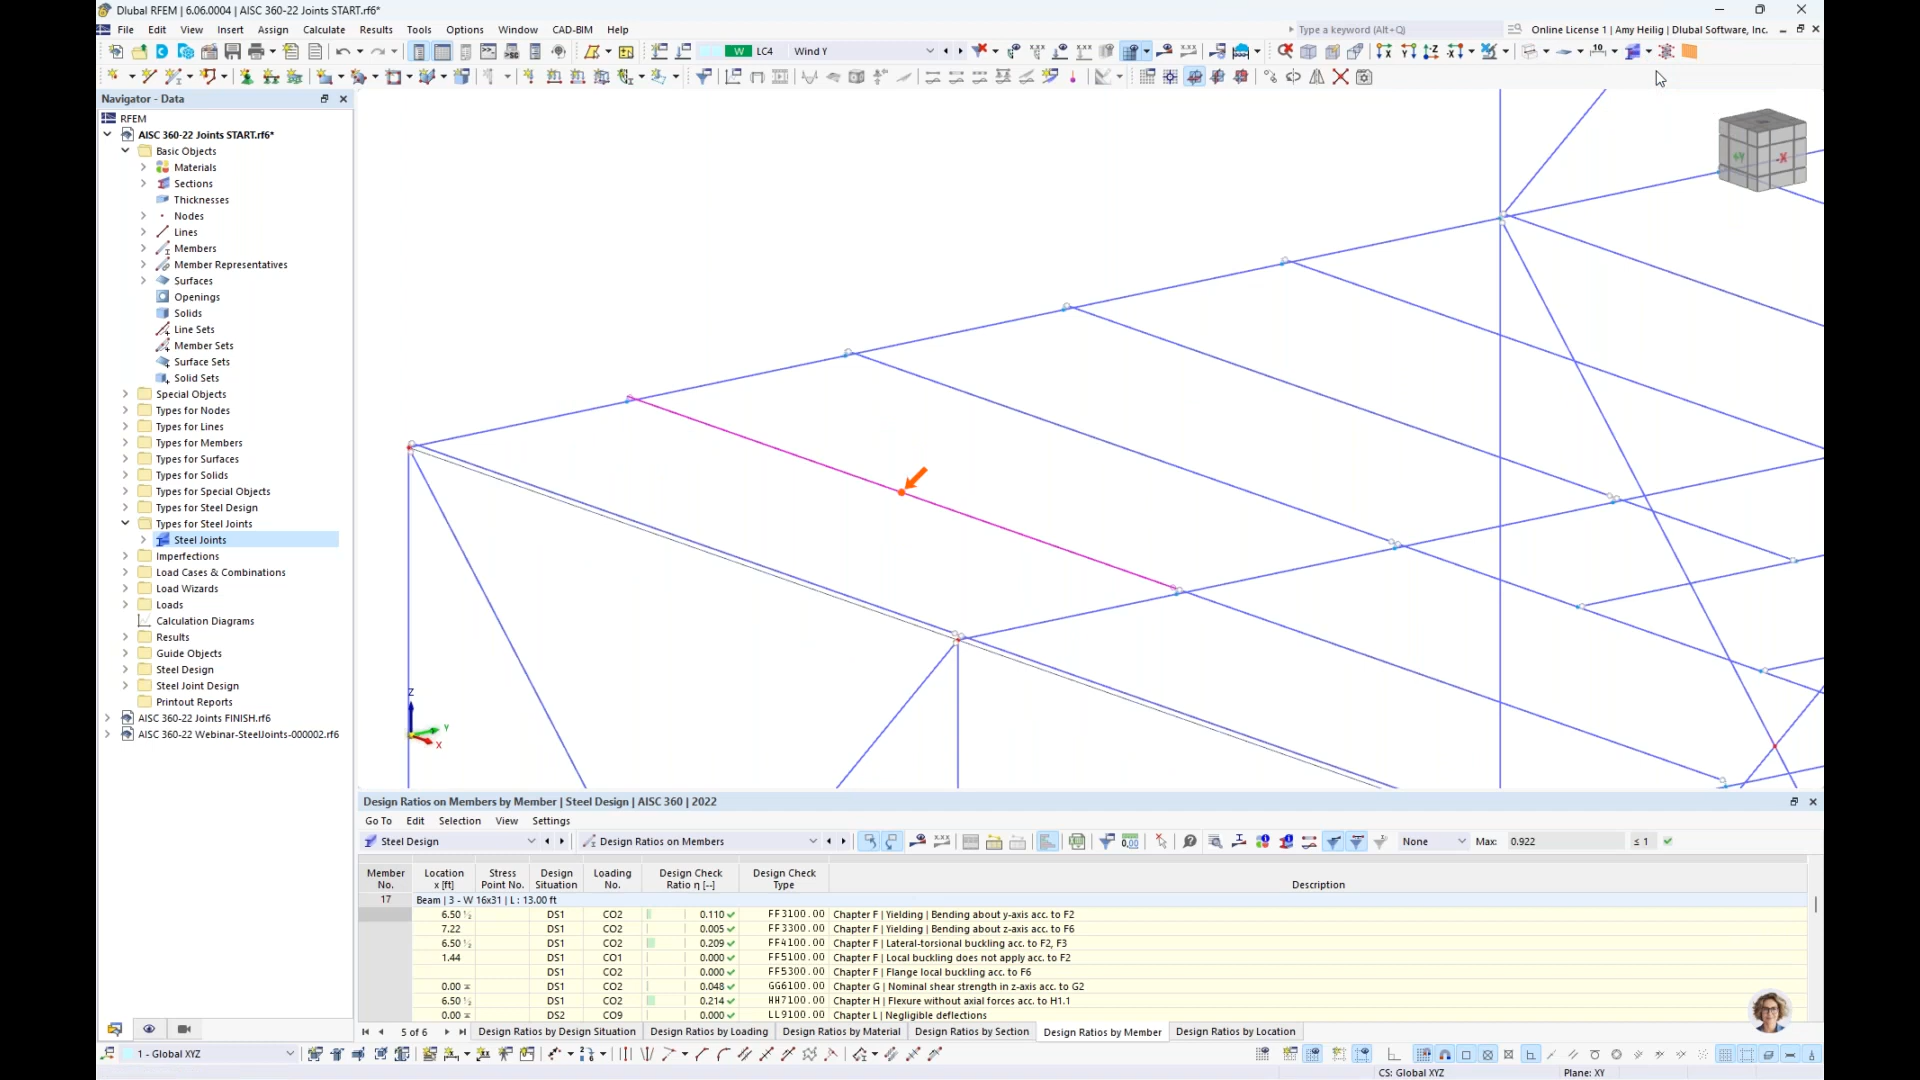 Dlubal RFEM | 6.06.0004 | AISC 360-22 Joints START.rf6*
File Edit View Insert Assign Calculate Results Tools Options Window CAD-BIM Help
Type a keyword (Alt+Q)
Online License 1 | Amy Heilig | Dlubal Software, Inc.
W LC4 Wind Y
Navigator - Data
RFEM
AISC 360-22 Joints START.rf6*
Basic Objects
Materials
Sections
Thicknesses
Nodes
Lines
Members
Member Representatives
Surfaces
Openings
Solids
Line Sets
Member Sets
Surface Sets
Solid Sets
Special Objects
Types for Nodes
Types for Lines
Types for Members
Types for Surfaces
Types for Solids
Types for Special Objects
Types for Steel Design
Types for Steel Joints
Steel Joints
Imperfections
Load Cases & Combinations
Load Wizards
Loads
Calculation Diagrams
Results
Guide Objects
Steel Design
Steel Joint Design
Printout Reports
AISC 360-22 Joints FINISH.rf6
AISC 360-22 Webinar-SteelJoints-000002.rf6
+Y -X
Z
Y
X
Design Ratios on Members by Member | Steel Design | AISC 360 | 2022
Go To Edit Selection View Settings
Steel Design Design Ratios on Members None Max: 0.922 ≤ 1
Member Location Stress Design Loading Design Check Design Check
No. x [ft] Point No. Situation No. Ratio η [--] Type Description
17 Beam | 3 - W 16x31 | L : 13.00 ft
6.50 ½ DS1 CO2 0.110 FF3100.00 Chapter F | Yielding | Bending about y-axis acc. to F2
7.22 DS1 CO2 0.005 FF3300.00 Chapter F | Yielding | Bending about z-axis acc. to F6
6.50 ½ DS1 CO2 0.209 FF4100.00 Chapter F | Lateral-torsional buckling acc. to F2, F3
1.44 DS1 CO1 0.000 FF5100.00 Chapter F | Local buckling does not apply acc. to F2
DS1 CO2 0.000 FF5300.00 Chapter F | Flange local buckling acc. to F6
0.00 DS1 CO2 0.048 GG6100.00 Chapter G | Nominal shear strength in z-axis acc. to G2
6.50 ½ DS1 CO2 0.214 HH7100.00 Chapter H | Flexure without axial forces acc. to H1.1
0.00 DS2 CO9 0.000 LL9100.00 Chapter L | Negligible deflections
5 of 6 Design Ratios by Design Situation Design Ratios by Loading Design Ratios by Material Design Ratios by Section Design Ratios by Member Design Ratios by Location
1 - Global XYZ
CS: Global XYZ Plane: XY